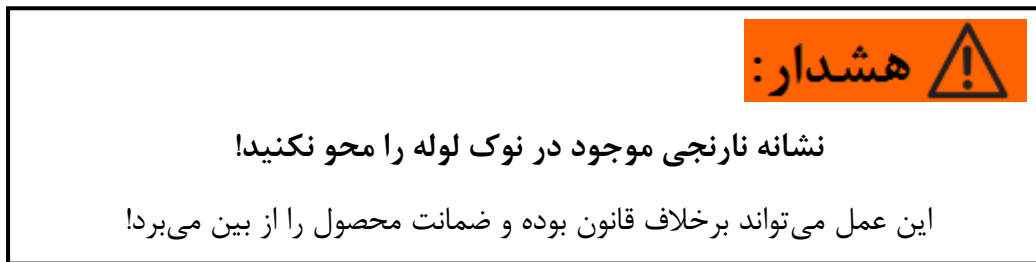 هشدار:
نشانه نارنجی موجود در نوک لوله را محو نکنید!
این عمل می‌تواند برخلاف قانون بوده و ضمانت محصول را از بین می‌برد!